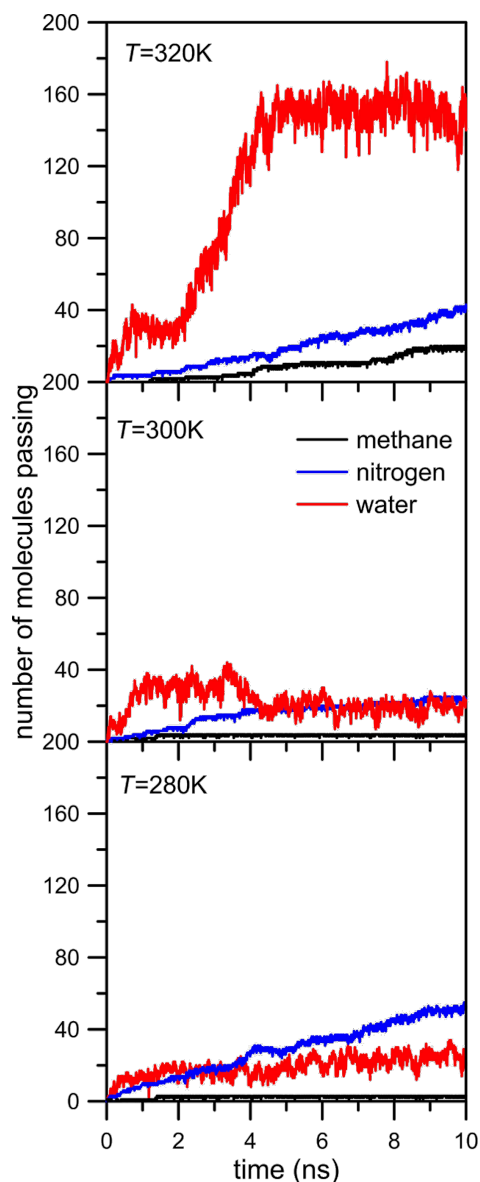 200
T=320K
160
120
80
40
200
T=300K
methane
160
nitrogen
water
120
80
40
200
T=280K
160
120
80
40
0
0 2 4 6 8 10
time (ns)
number of molecules passing